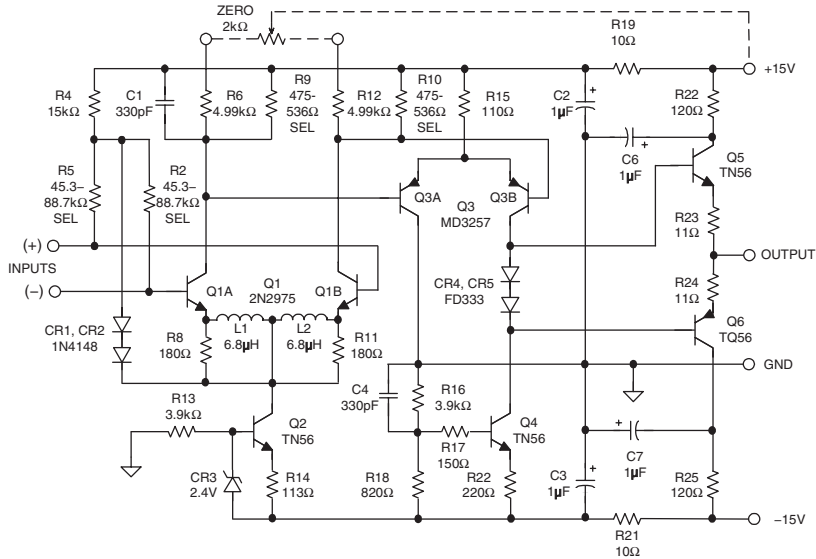 ZERO
2kΩ
R19
10Ω
+15V
R4
15kΩ
C1
330pF
R6
4.99kΩ
R9
475-
536Ω
SEL
R12
4.99kΩ
R10
475-
536Ω
SEL
R15
110Ω
C2
1µF
R22
120Ω
C6
1µF
Q5
TN56
R5
45.3–
88.7kΩ
SEL
R2
45.3–
88.7kΩ
SEL
Q3A
Q3
MD3257
Q3B
R23
11Ω
(+)
INPUTS
(–)
OUTPUT
Q1A
Q1
2N2975
Q1B
CR4, CR5
FD333
R24
11Ω
L1
6.8µH
L2
6.8µH
CR1, CR2
1N4148
R8
180Ω
R11
180Ω
Q6
TQ56
GND
C4
330pF
R16
3.9kΩ
R13
3.9kΩ
Q2
TN56
Q4
TN56
R17
150Ω
CR3
2.4V
R14
113Ω
R18
820Ω
R22
220Ω
C3
1µF
C7
1µF
R25
120Ω
–15V
R21
10Ω